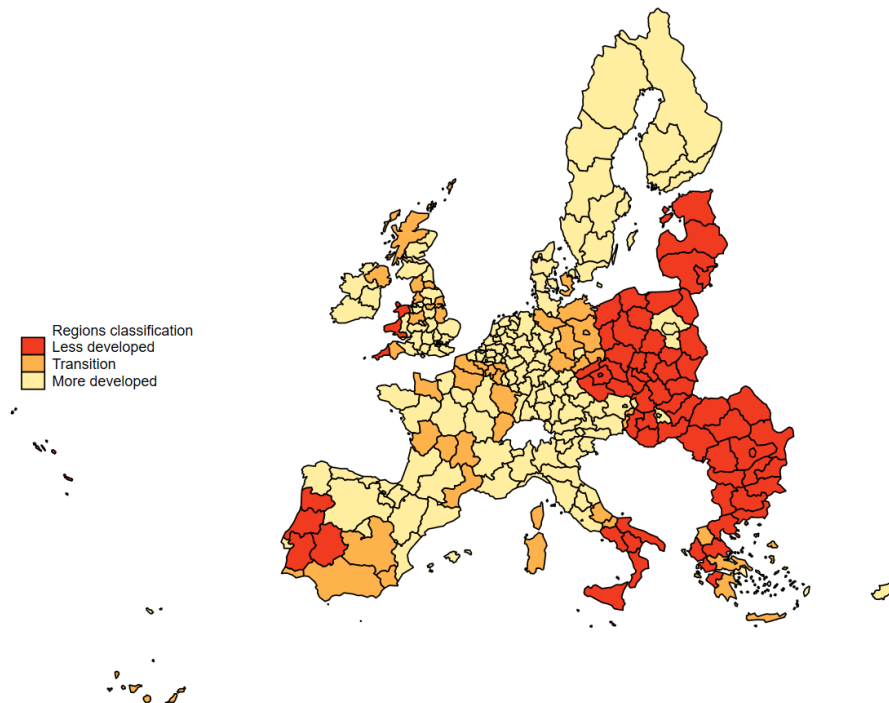 Regions classification
Less developed
Transition
More developed